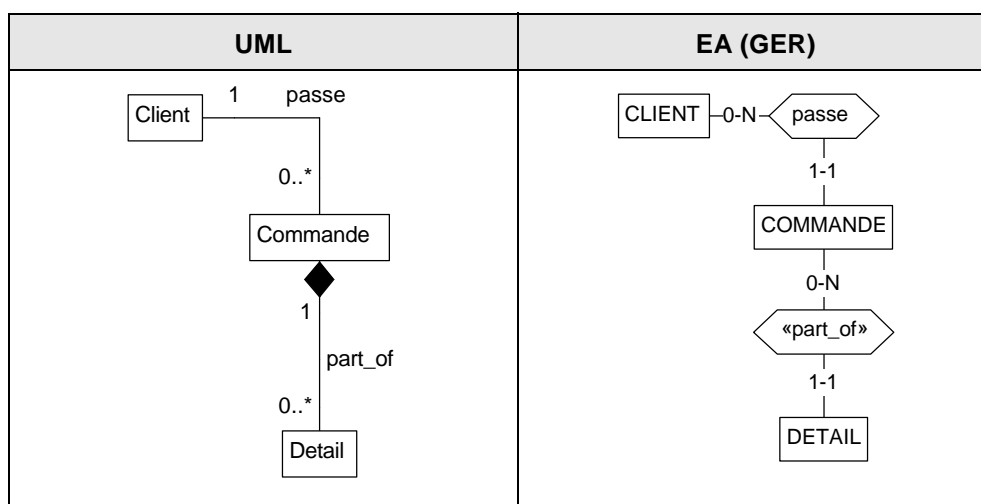 UML
EA (GER)
1 passe
Client
0..*
Commande
1
part_of
0..*
Detail
CLIENT 0-N passe
1-1
COMMANDE
0-N
«part_of»
1-1
DETAIL